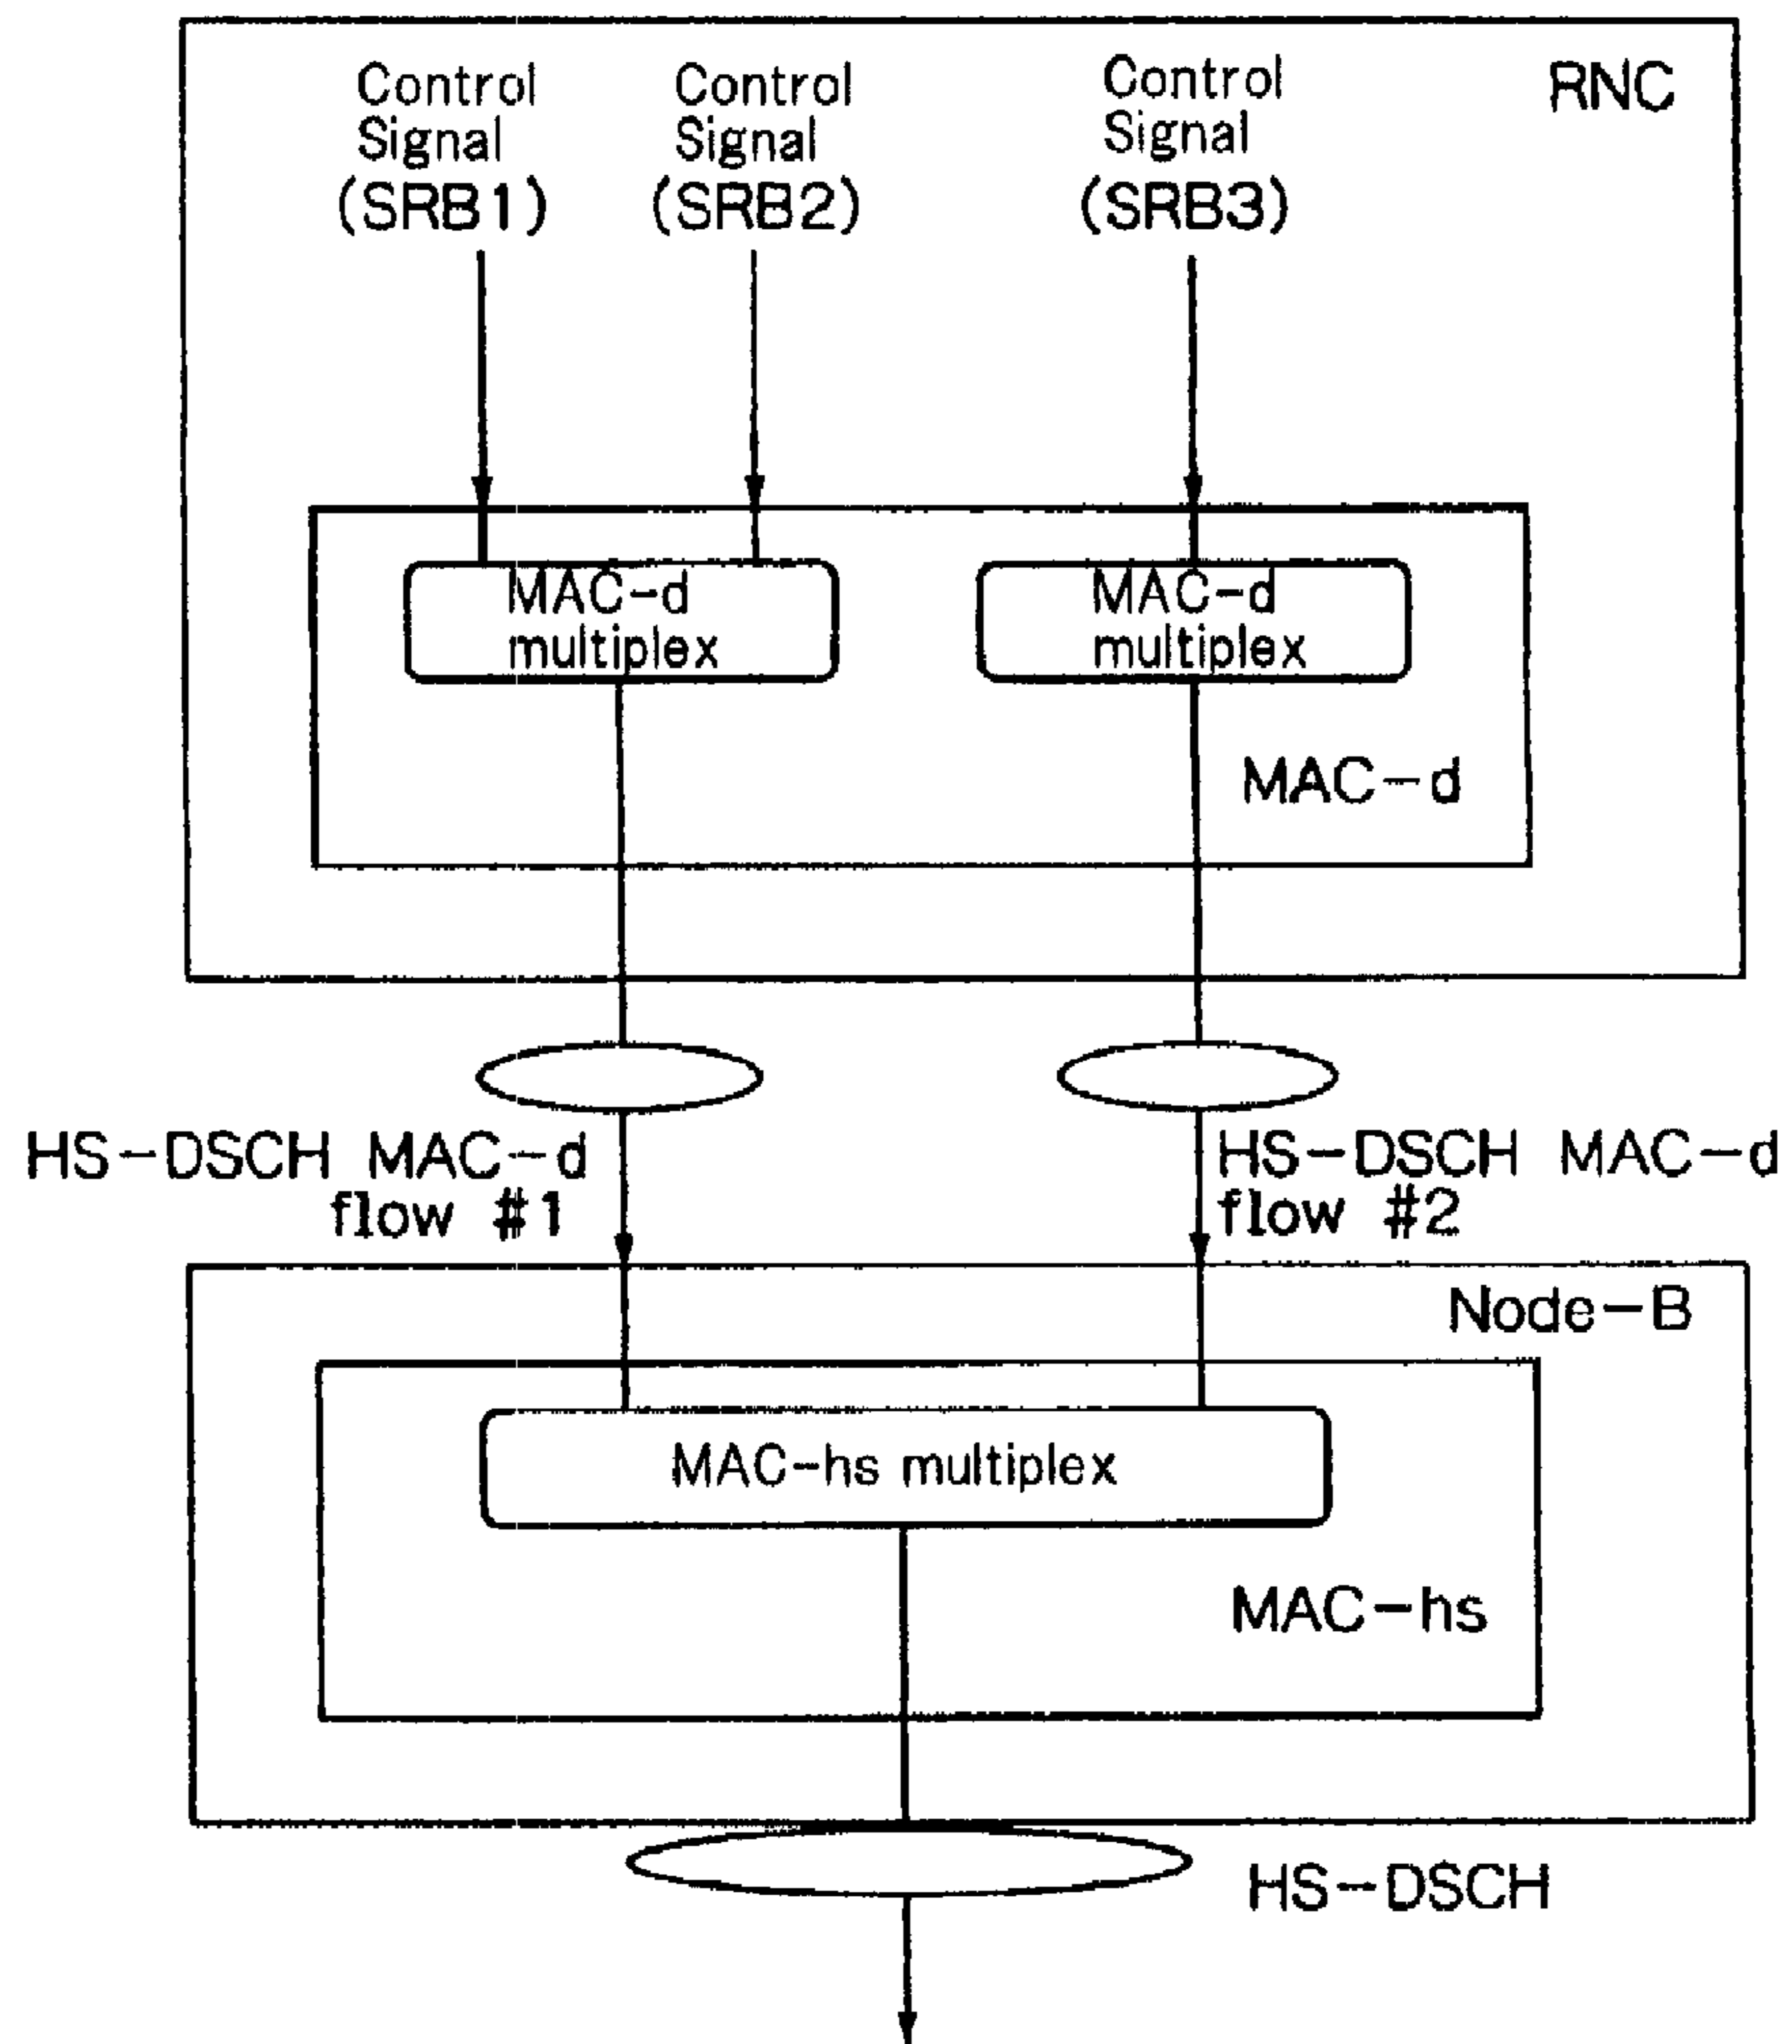 RNC
Control
Signal
(SRB1)
Control
Signal
(SRB2)
Control
Signal
(SRB3)
MAC-d
multiplex
MAC-d
multiplex
MAC-d
HS-DSCH MAC-d
flow #1
HS-DSCH MAC-d
flow #2
Node-B
MAC-hs multiplex
MAC-hs
HS-DSCH